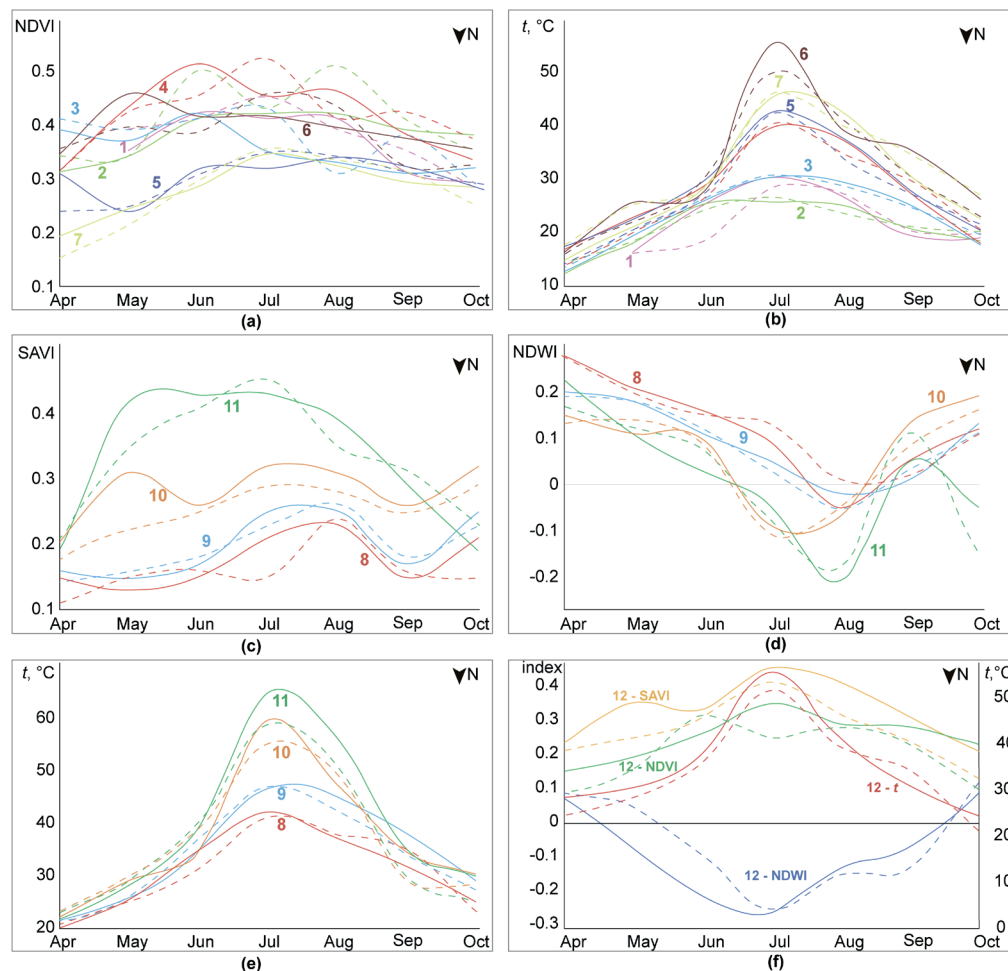 NDVI
N
0.5
0.4
0.3
0.2
0.1
3
4
1
2
6
5
7
Apr May Jun Jul Aug Sep Oct
(a)
t, °C
N
50
40
30
20
10
6
7
5
3
2
1
Apr May Jun Jul Aug Sep Oct
(b)
SAVI
N
0.4
0.3
0.2
0.1
11
10
9
8
Apr May Jun Jul Aug Sep Oct
(c)
NDWI
N
0.2
0.1
0
-0.1
-0.2
8
10
9
11
Apr May Jun Jul Aug Sep Oct
(d)
t, °C
N
60
50
40
30
20
11
10
9
8
Apr May Jun Jul Aug Sep Oct
(e)
index
N
t,°C
0.4
0.3
0.2
0.1
0
-0.1
-0.2
-0.3
50
40
30
20
10
0
12 - SAVI
12 - NDVI
12 - t
12 - NDWI
Apr May Jun Jul Aug Sep Oct
(f)